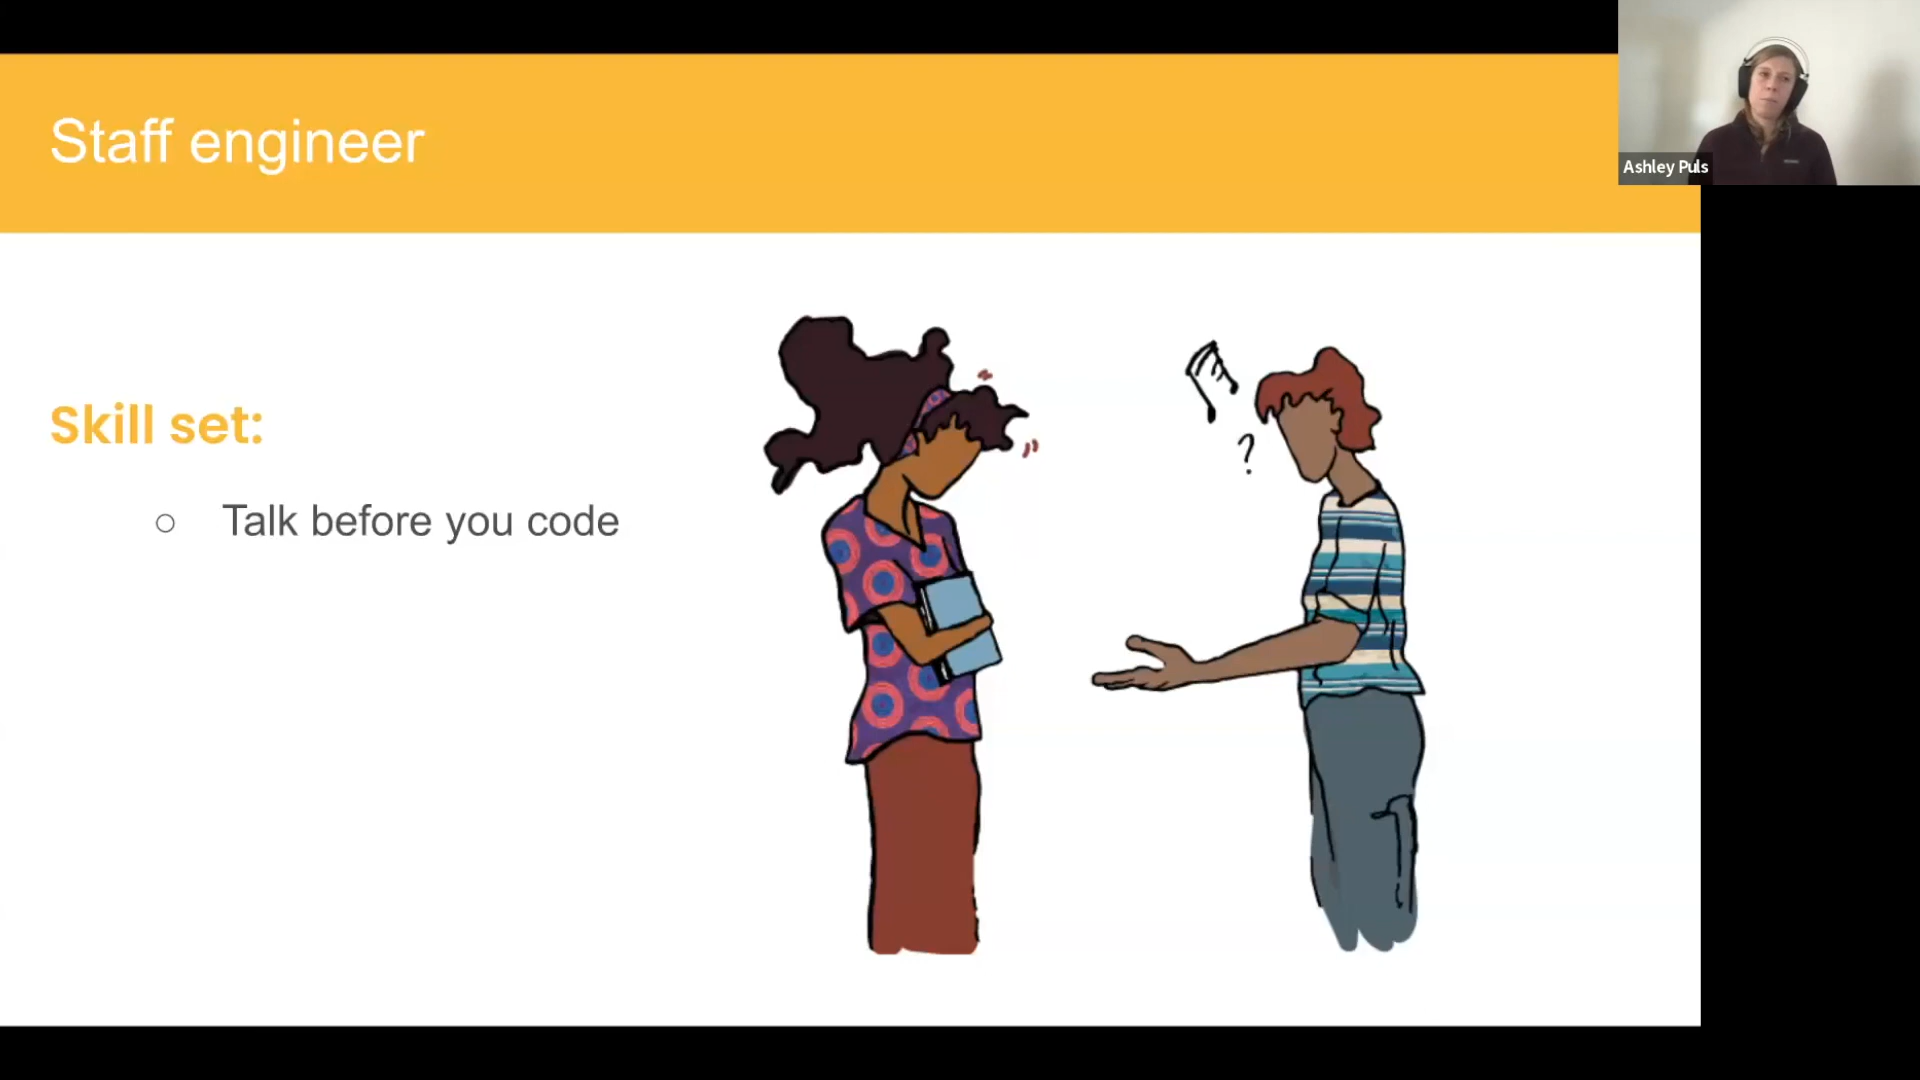 Staff engineer
Ashley Puls
Skill set:
Talk before you code
?